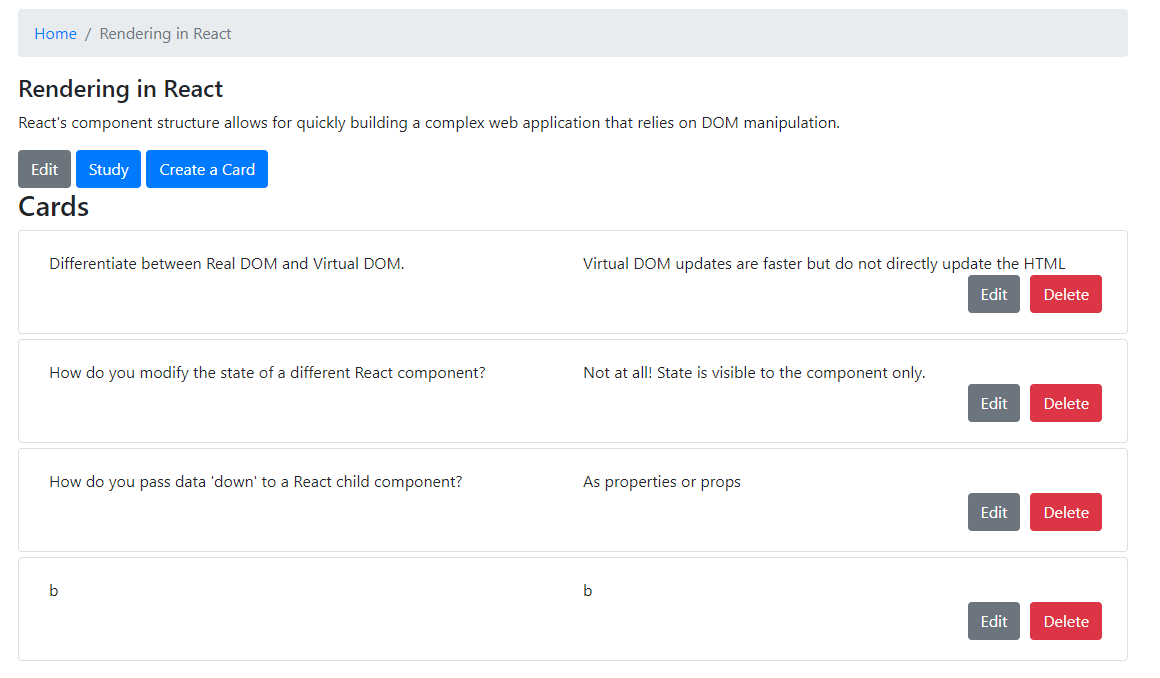 Home / Rendering in React
Rendering in React
React's component structure allows for quickly building a complex web application that relies on DOM manipulation.
Edit Study Create a Card
Cards
Differentiate between Real DOM and Virtual DOM. Virtual DOM updates are faster but do not directly update the HTML
Edit Delete
How do you modify the state of a different React component? Not at all! State is visible to the component only.
Edit Delete
How do you pass data 'down' to a React child component? As properties or props
Edit Delete
b b
Edit Delete